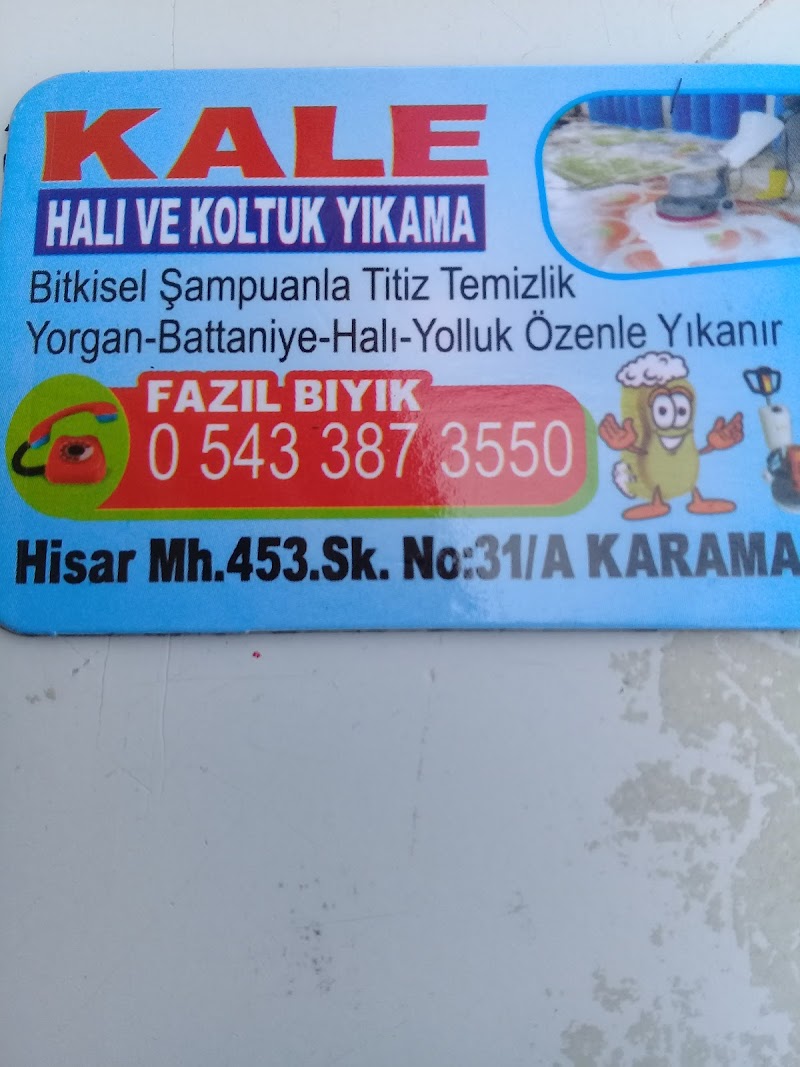 KALE
HALI VE KOLTUK YIKAMA
Bitkisel Şampuanla Titiz Temizlik
Yorgan-Battaniye-Halı-Yolluk Özenle Yıkanır
FAZIL BIYIK
0 543 387 3550
Hisar Mh.453.Sk. No:31/A KARAMA